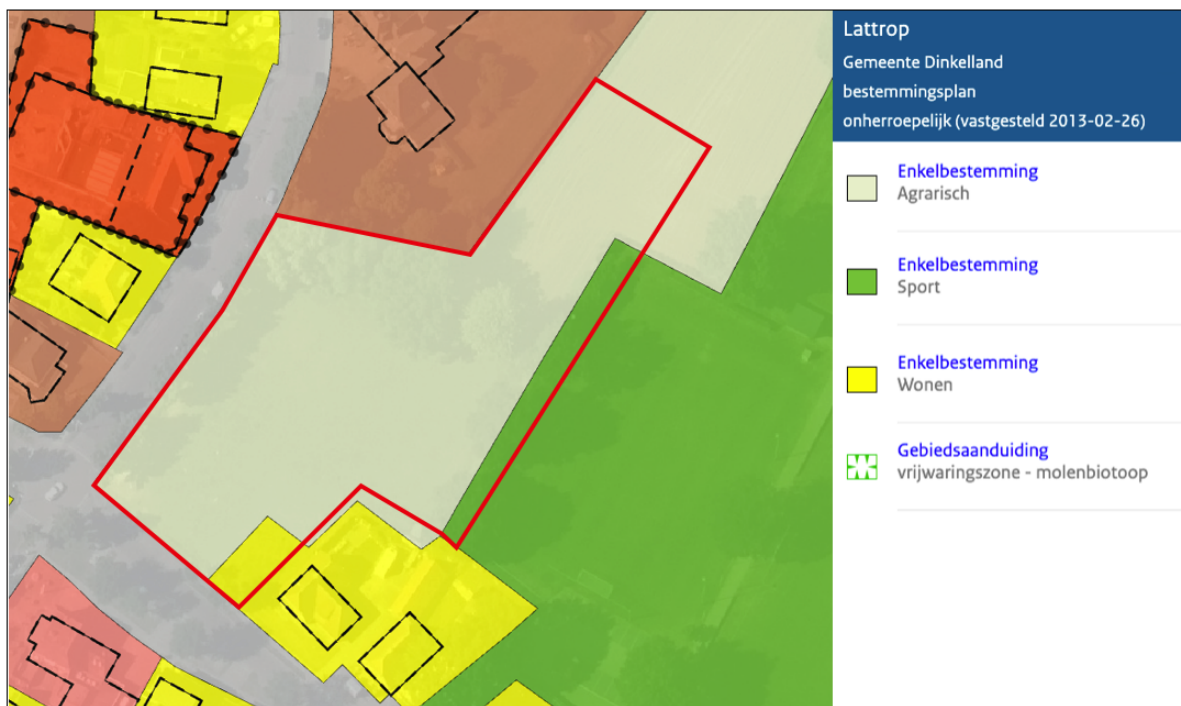 Lattrop
Gemeente Dinkelland
bestemmingsplan
onherroepelijk (vastgesteld 2013-02-26)
Enkelbestemming
Agrarisch
Enkelbestemming
Sport
Enkelbestemming
Wonen
Gebiedsaanduiding
vrijwaringszone - molenbiotoop